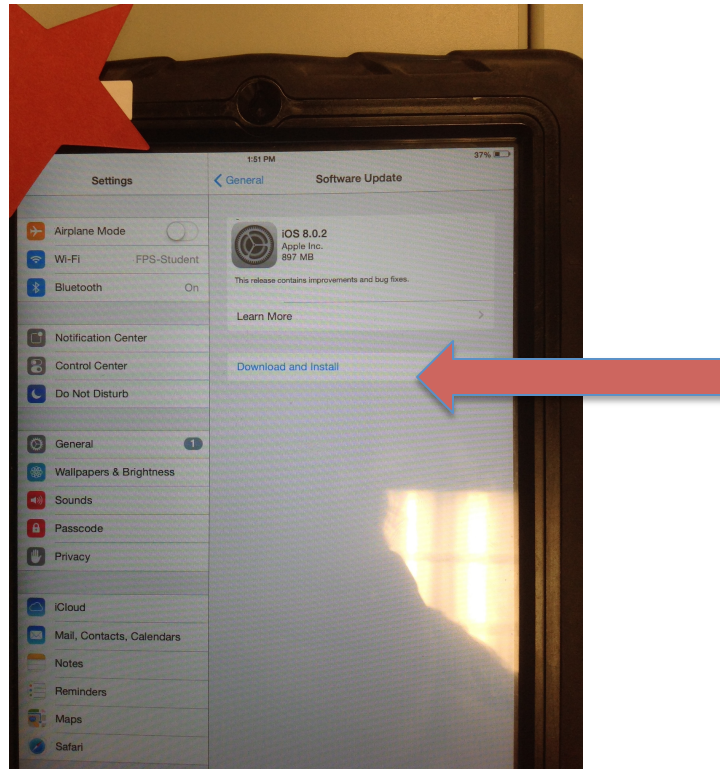 1:51 PM
37%
Settings
General
Software Update
Airplane Mode
Wi-Fi FPS-Student
Bluetooth On
Notification Center
Control Center
Do Not Disturb
General 1
Wallpapers & Brightness
Sounds
Passcode
Privacy
iCloud
Mail, Contacts, Calendars
Notes
Reminders
Maps
Safari
iOS 8.0.2
Apple Inc.
897 MB
This release contains improvements and bug fixes.
Learn More
Download and Install